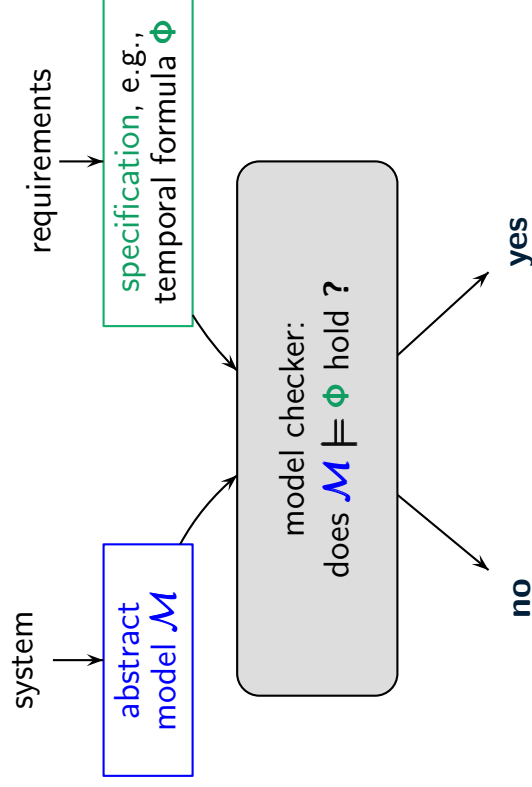 system
requirements
abstract
model ℳ
specification, e.g.,
temporal formula Φ
model checker:
does ℳ ⊨ Φ hold ?
no
yes